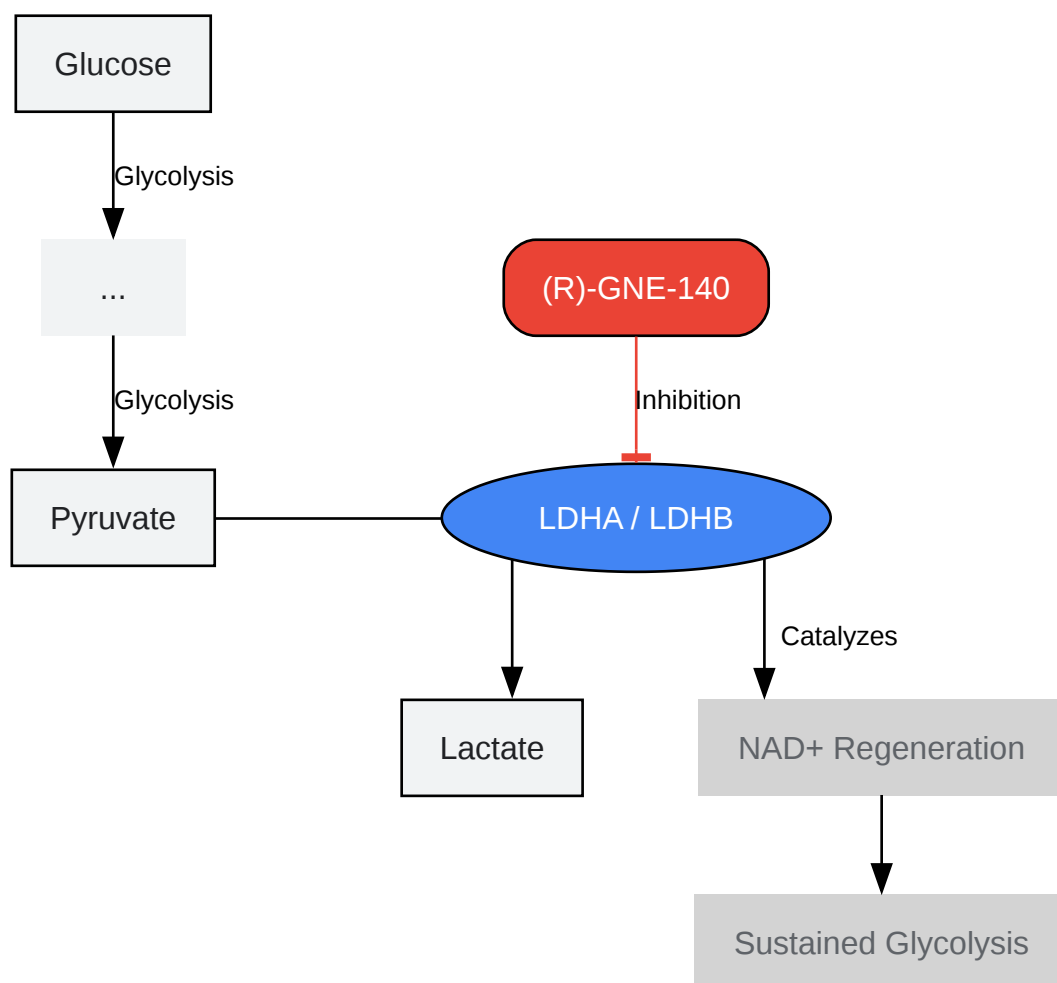 Glucose
Glycolysis
...
(R)-GNE-140
Glycolysis
Inhibition
Pyruvate
LDHA / LDHB
Catalyzes
Lactate
NAD+ Regeneration
Sustained Glycolysis